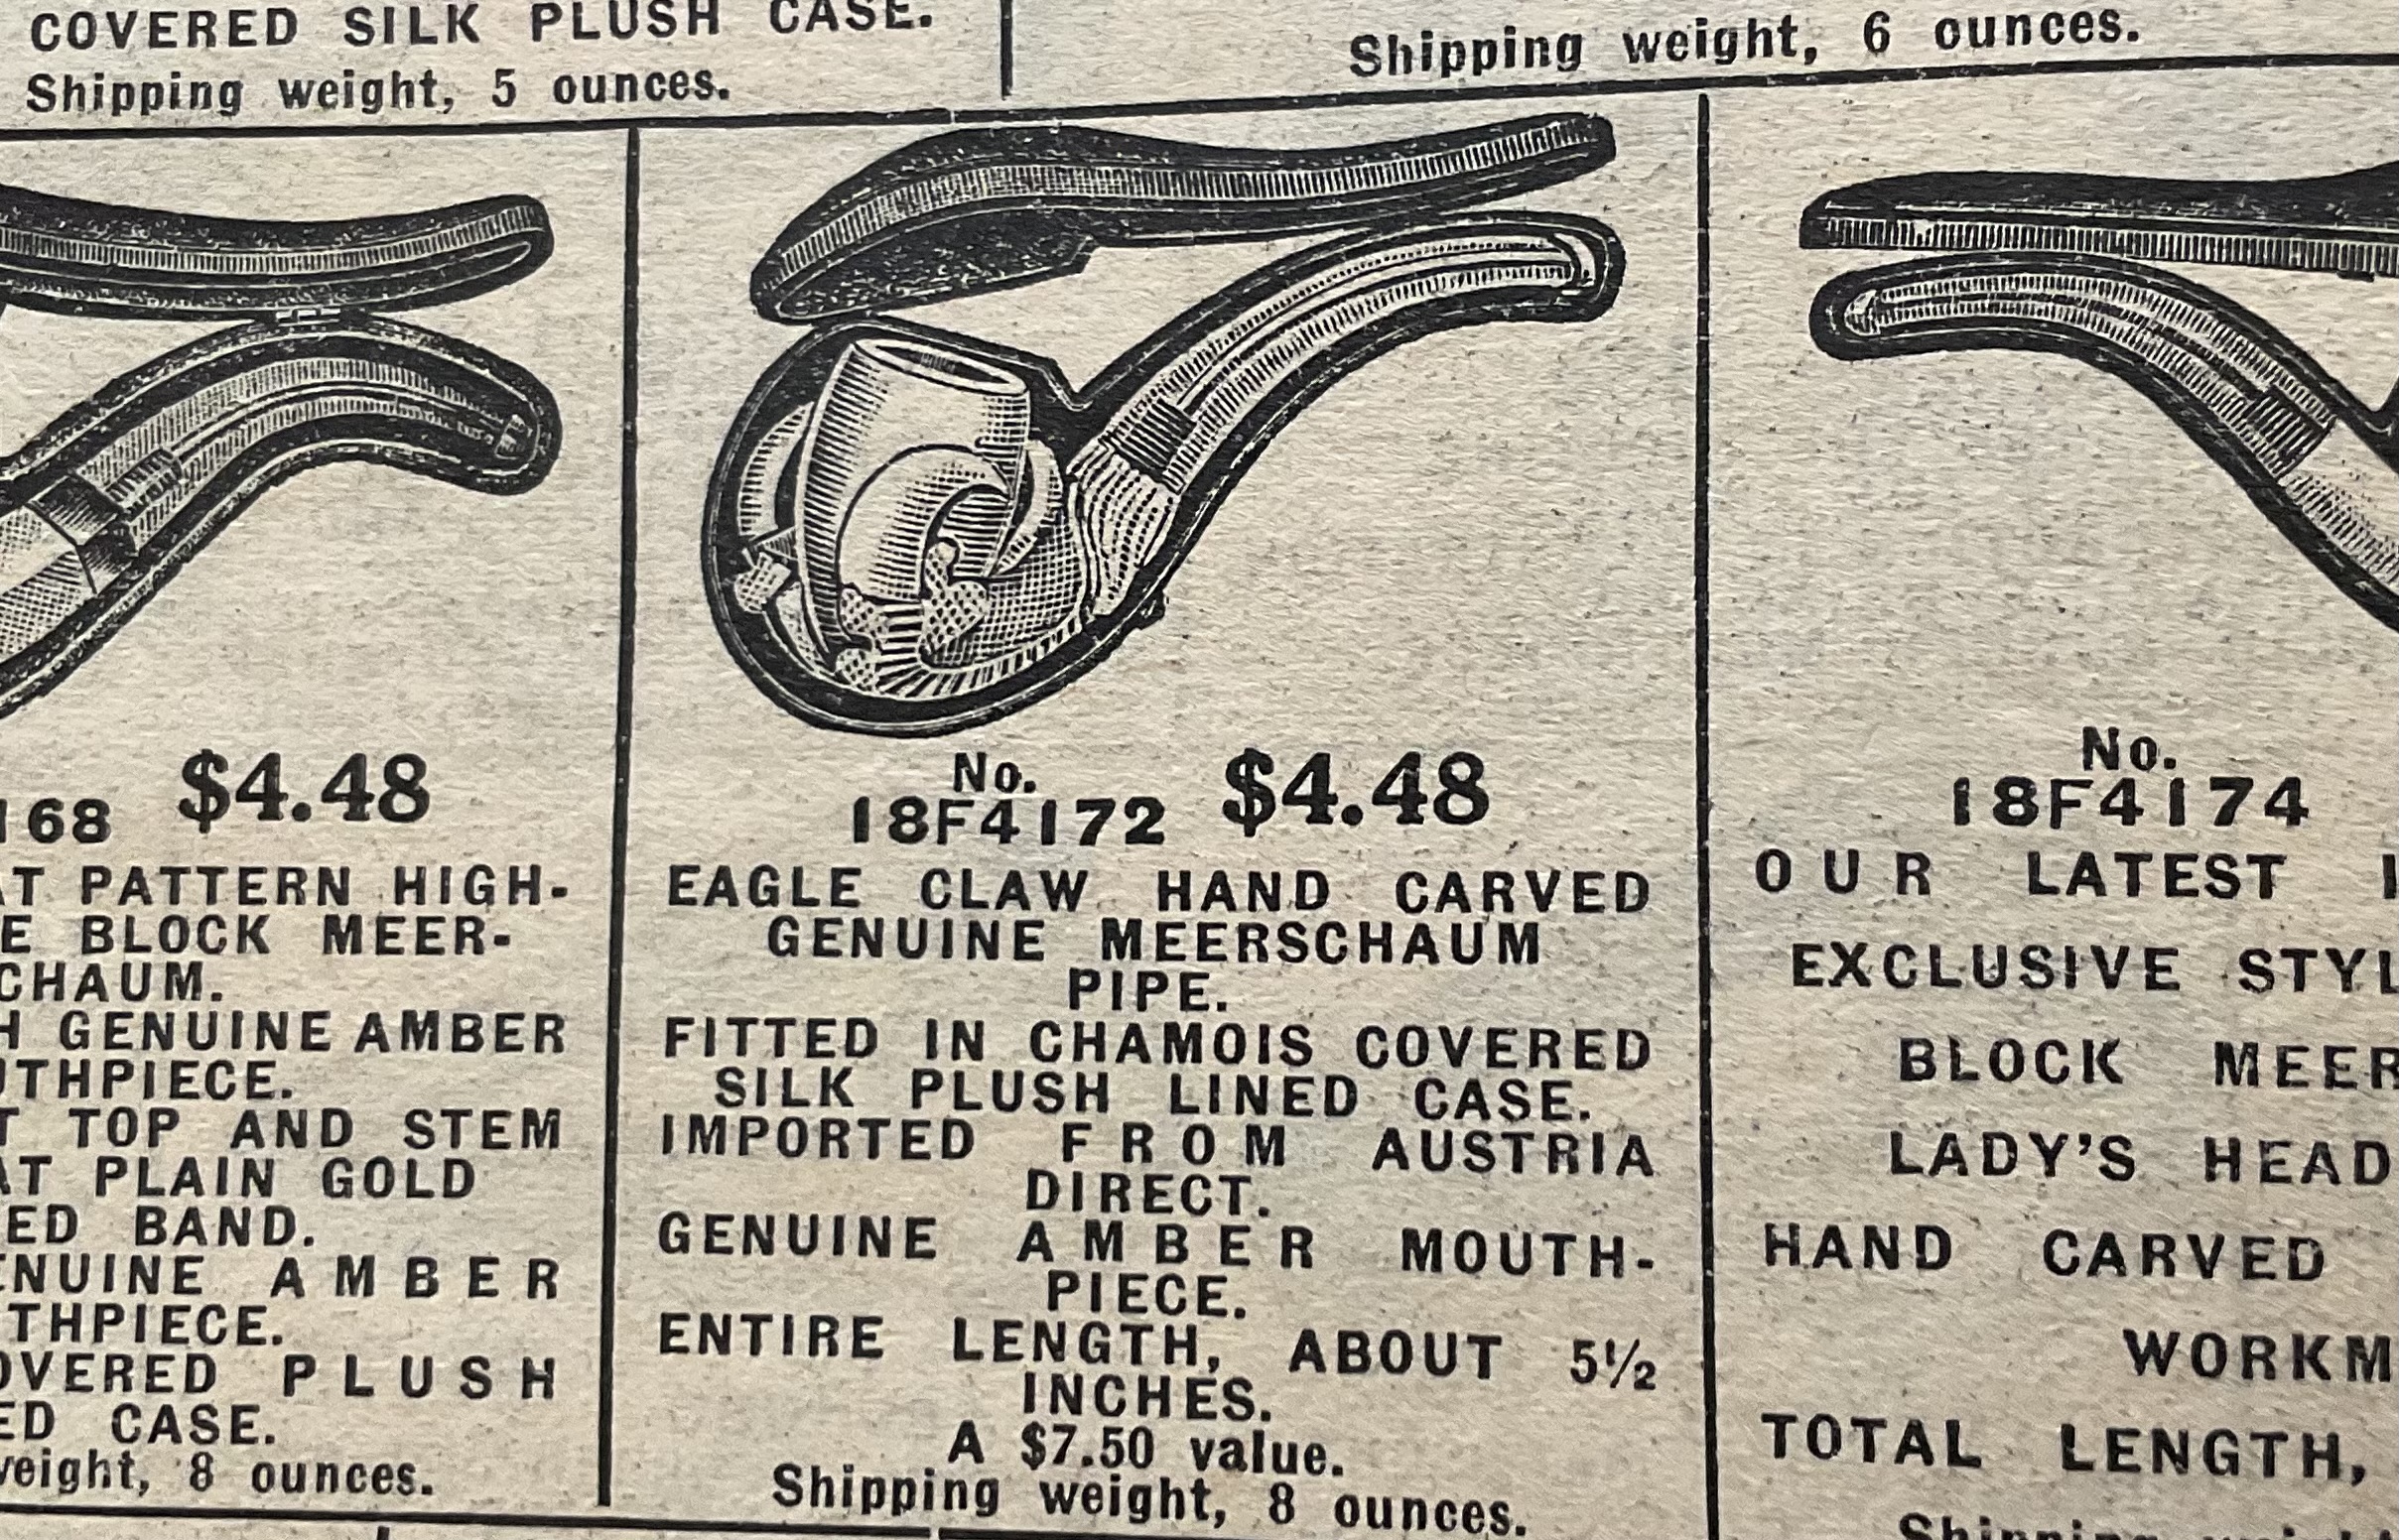 COVERED SILK PLUSH CASE.
Shipping weight, 5 ounces.
Shipping weight, 6 ounces.
168 $4.48
AT PATTERN HIGH-
E BLOCK MEER-
CHAUM.
H GENUINE AMBER
UTHPIECE.
T TOP AND STEM
AT PLAIN GOLD
ED BAND.
ENUINE AMBER
THPIECE.
OVERED PLUSH
ED CASE.
weight, 8 ounces.
No.
18F4172 $4.48
EAGLE CLAW HAND CARVED
GENUINE MEERSCHAUM
PIPE.
FITTED IN CHAMOIS COVERED
SILK PLUSH LINED CASE.
IMPORTED FROM AUSTRIA
DIRECT.
GENUINE AMBER MOUTH-
PIECE.
ENTIRE LENGTH, ABOUT 5½
INCHES.
A $7.50 value.
Shipping weight, 8 ounces.
No.
18F4174
OUR LATEST
EXCLUSIVE STYL
BLOCK MEER
LADY'S HEAD
HAND CARVED
WORKM
TOTAL LENGTH,